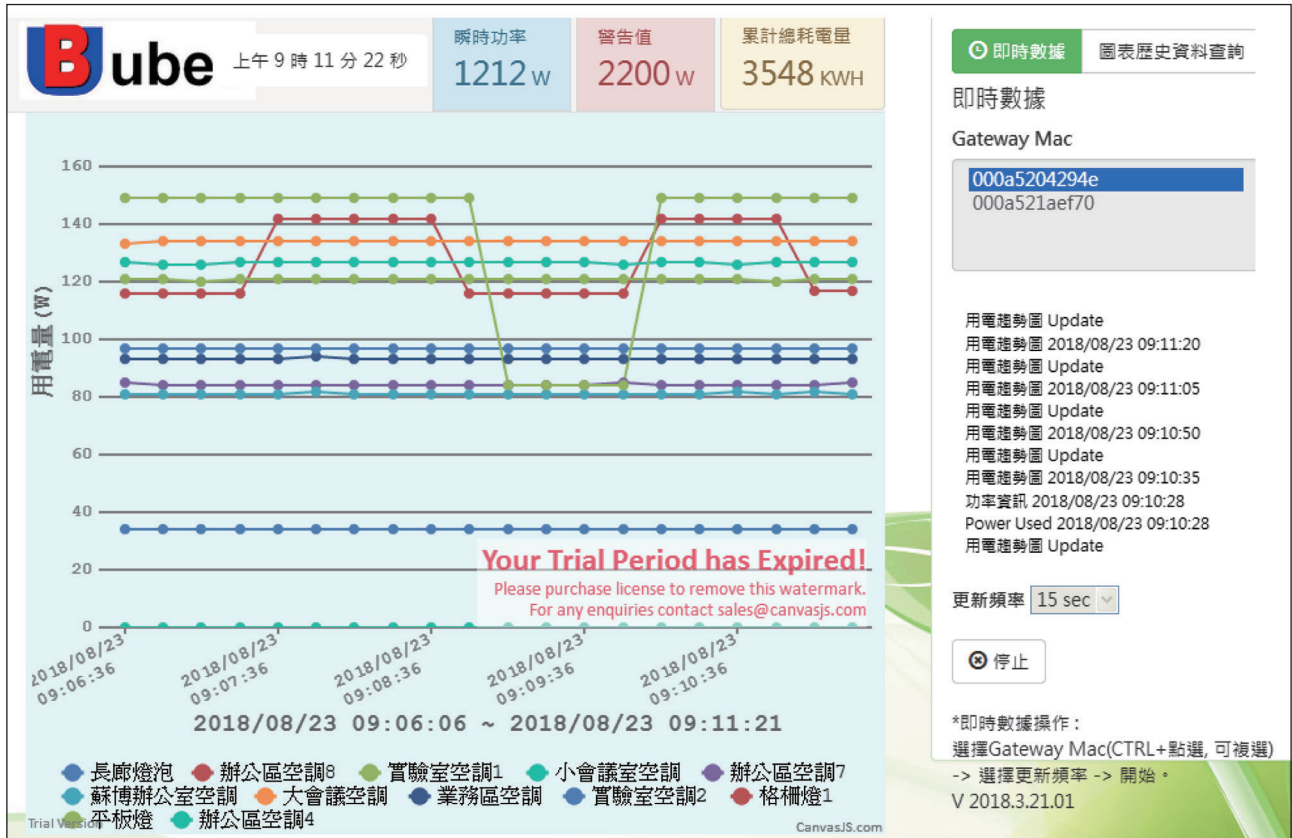 Bube
上午 9 時 11 分 22 秒
瞬時功率
1212 W
警告值
2200 W
累計總耗電量
3548 KWH
即時數據
圖表歷史資料查詢
即時數據
Gateway Mac
000a5204294e
000a521aef70
用電量(W)
160
140
120
100
80
60
40
20
0
2018/08/23
09:06:36
2018/08/23
09:07:36
2018/08/23
09:08:36
2018/08/23
09:09:36
2018/08/23
09:10:36
2018/08/23 09:06:06 ~ 2018/08/23 09:11:21
Your Trial Period has Expired!
Please purchase license to remove this watermark.
For any enquiries contact sales@canvasjs.com
長廊燈泡 辦公區空調8 實驗室空調1 小會議室空調 辦公區空調7
蘇博辦公室空調 大會議空調 業務區空調 實驗室空調2 格柵燈1
平板燈 辦公區空調4
Trial Version
CanvasJS.com
用電趨勢圖 Update
用電趨勢圖 2018/08/23 09:11:20
用電趨勢圖 Update
用電趨勢圖 2018/08/23 09:11:05
用電趨勢圖 Update
用電趨勢圖 2018/08/23 09:10:50
用電趨勢圖 Update
用電趨勢圖 2018/08/23 09:10:35
功率資訊 2018/08/23 09:10:28
Power Used 2018/08/23 09:10:28
用電趨勢圖 Update
更新頻率 15 sec
停止
*即時數據操作：
選擇Gateway Mac(CTRL+點選, 可複選)
-> 選擇更新頻率 -> 開始。
V 2018.3.21.01